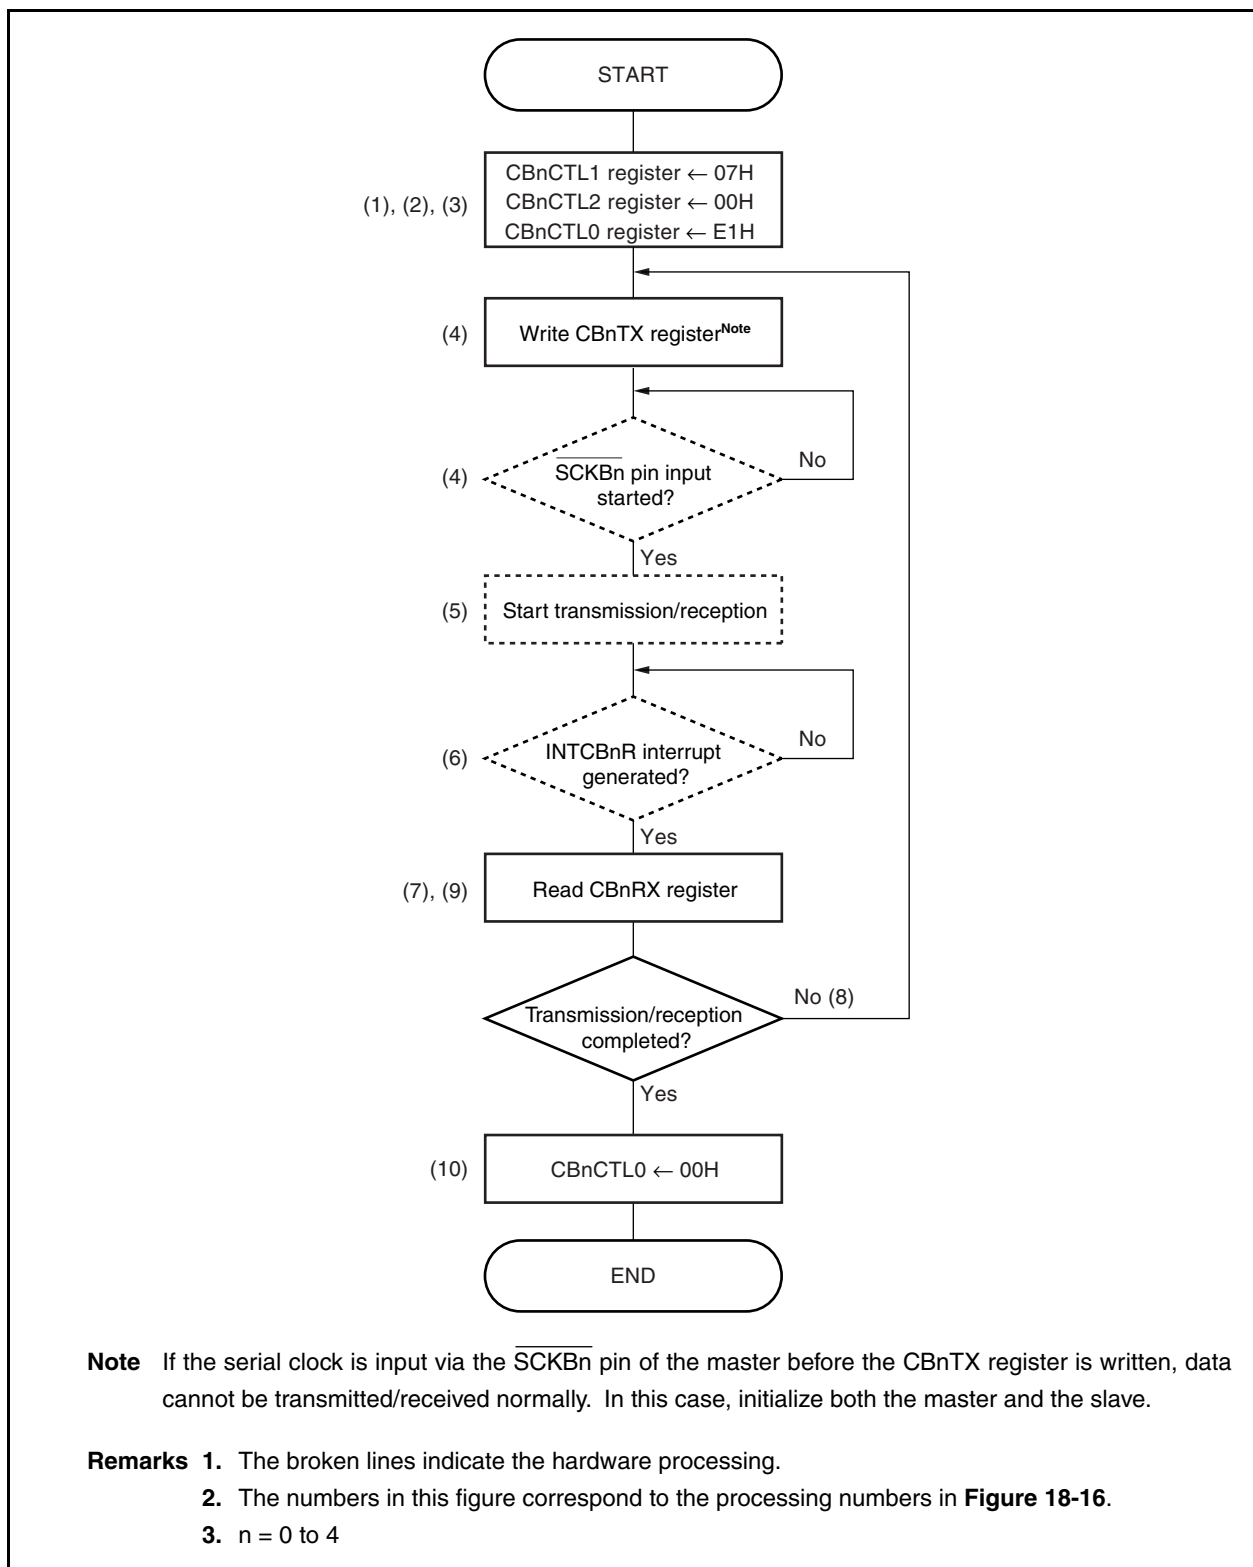 START
(1), (2), (3)
CBnCTL1 register ← 07H
CBnCTL2 register ← 00H
CBnCTL0 register ← E1H
(4)
Write CBnTX registerNote
(4)
SCKBn pin input
started?
No
Yes
(5)
Start transmission/reception
(6)
INTCBnR interrupt
generated?
No
Yes
(7), (9)
Read CBnRX register
Transmission/reception
completed?
No (8)
Yes
(10)
CBnCTL0 ← 00H
END
Note If the serial clock is input via the SCKBn pin of the master before the CBnTX register is written, data
cannot be transmitted/received normally. In this case, initialize both the master and the slave.
Remarks 1. The broken lines indicate the hardware processing.
2. The numbers in this figure correspond to the processing numbers in Figure 18-16.
3. n = 0 to 4